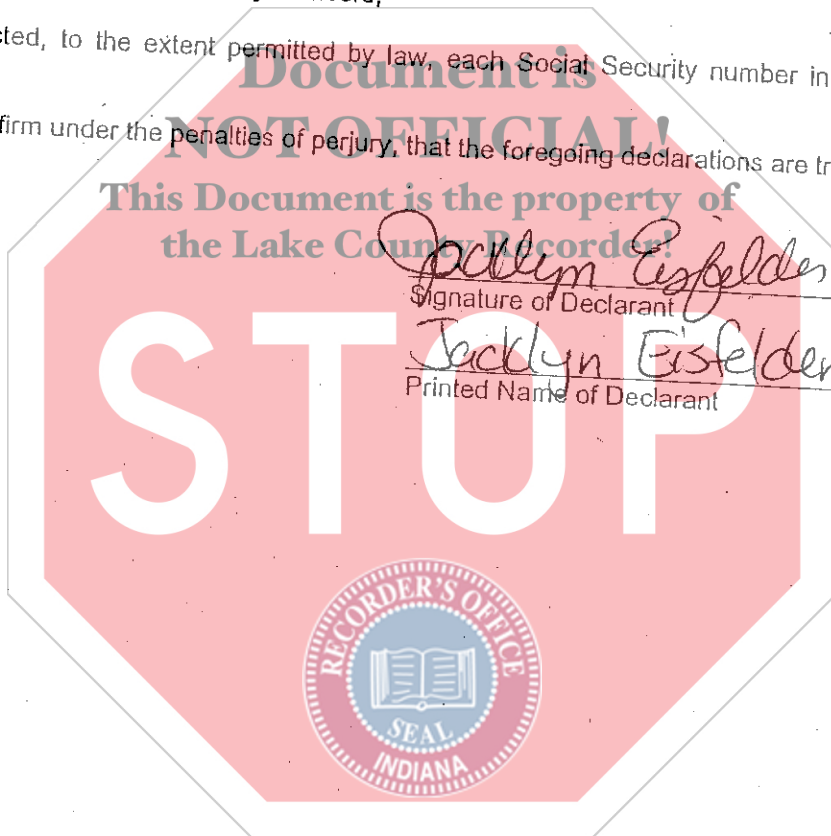 cted, to the extent permitted by law, each Social Security number in
Document is
firm under the penalties of perjury, that the foregoing declarations are tr
NOT OFFICIAL!
This Document is the property of
the Lake County Recorder!
Jacklyn Eisfelder
Signature of Declarant
Jacklyn Eisfelder
Printed Name of Declarant
STOP
RECORDER'S OFFICE
SEAL
INDIANA